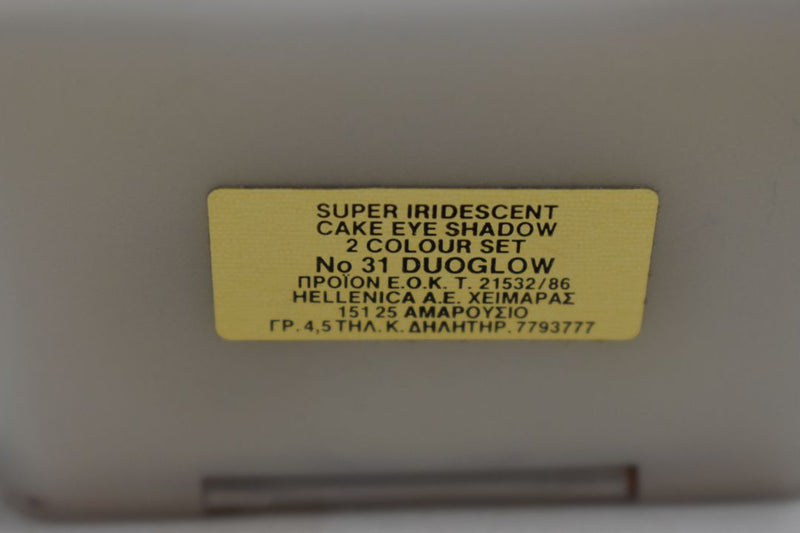 SUPER IRIDESCENT
CAKE EYE SHADOW
2 COLOUR SET
No 31 DUOGLOW
ΠΡΟΪΟΝ Ε.Ο.Κ. Τ. 21532/86
HELLENICA A.E. ΧΕΙΜΑΡΑΣ
151 25 ΑΜΑΡΟΥΣΙΟ
ΓΡ. 4,5 ΤΗΛ. Κ. ΔΗΛΗΤΗΡ. 7793777